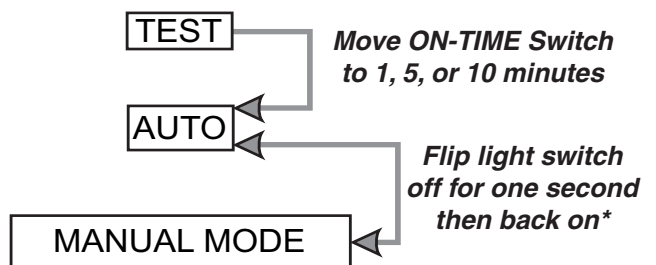 TEST
Move ON-TIME Switch
to 1, 5, or 10 minutes
AUTO
Flip light switch
off for one second
then back on*
MANUAL MODE